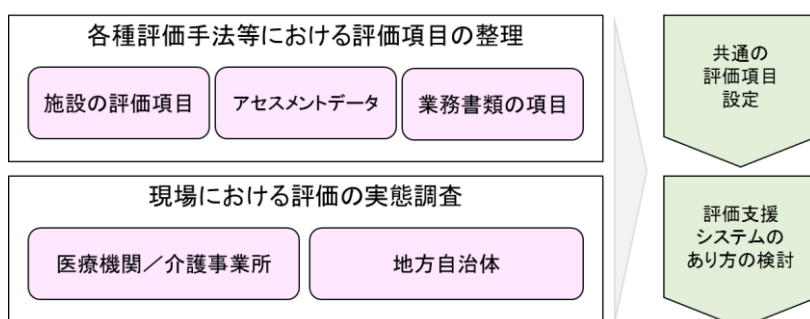 各種評価手法等における評価項目の整理
施設の評価項目
アセスメントデータ
業務書類の項目
現場における評価の実態調査
医療機関／介護事業所
地方自治体
共通の
評価項目
設定
評価支援
システムの
あり方の検討